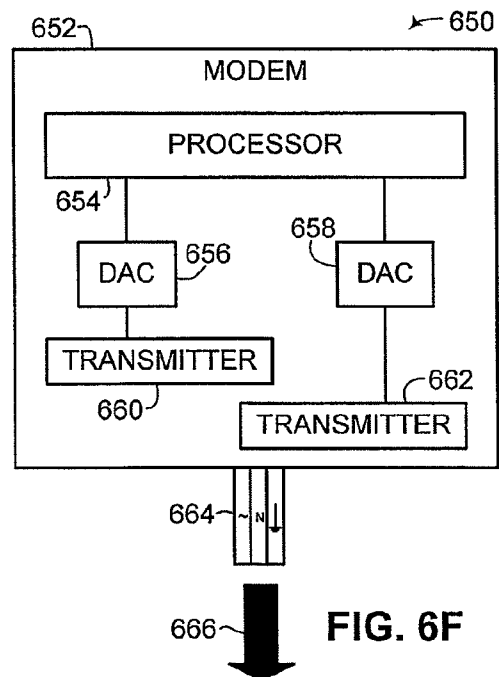 652
650
MODEM
PROCESSOR
654
658
656
DAC
DAC
TRANSMITTER
660
662
TRANSMITTER
664
~ N
666
FIG. 6F